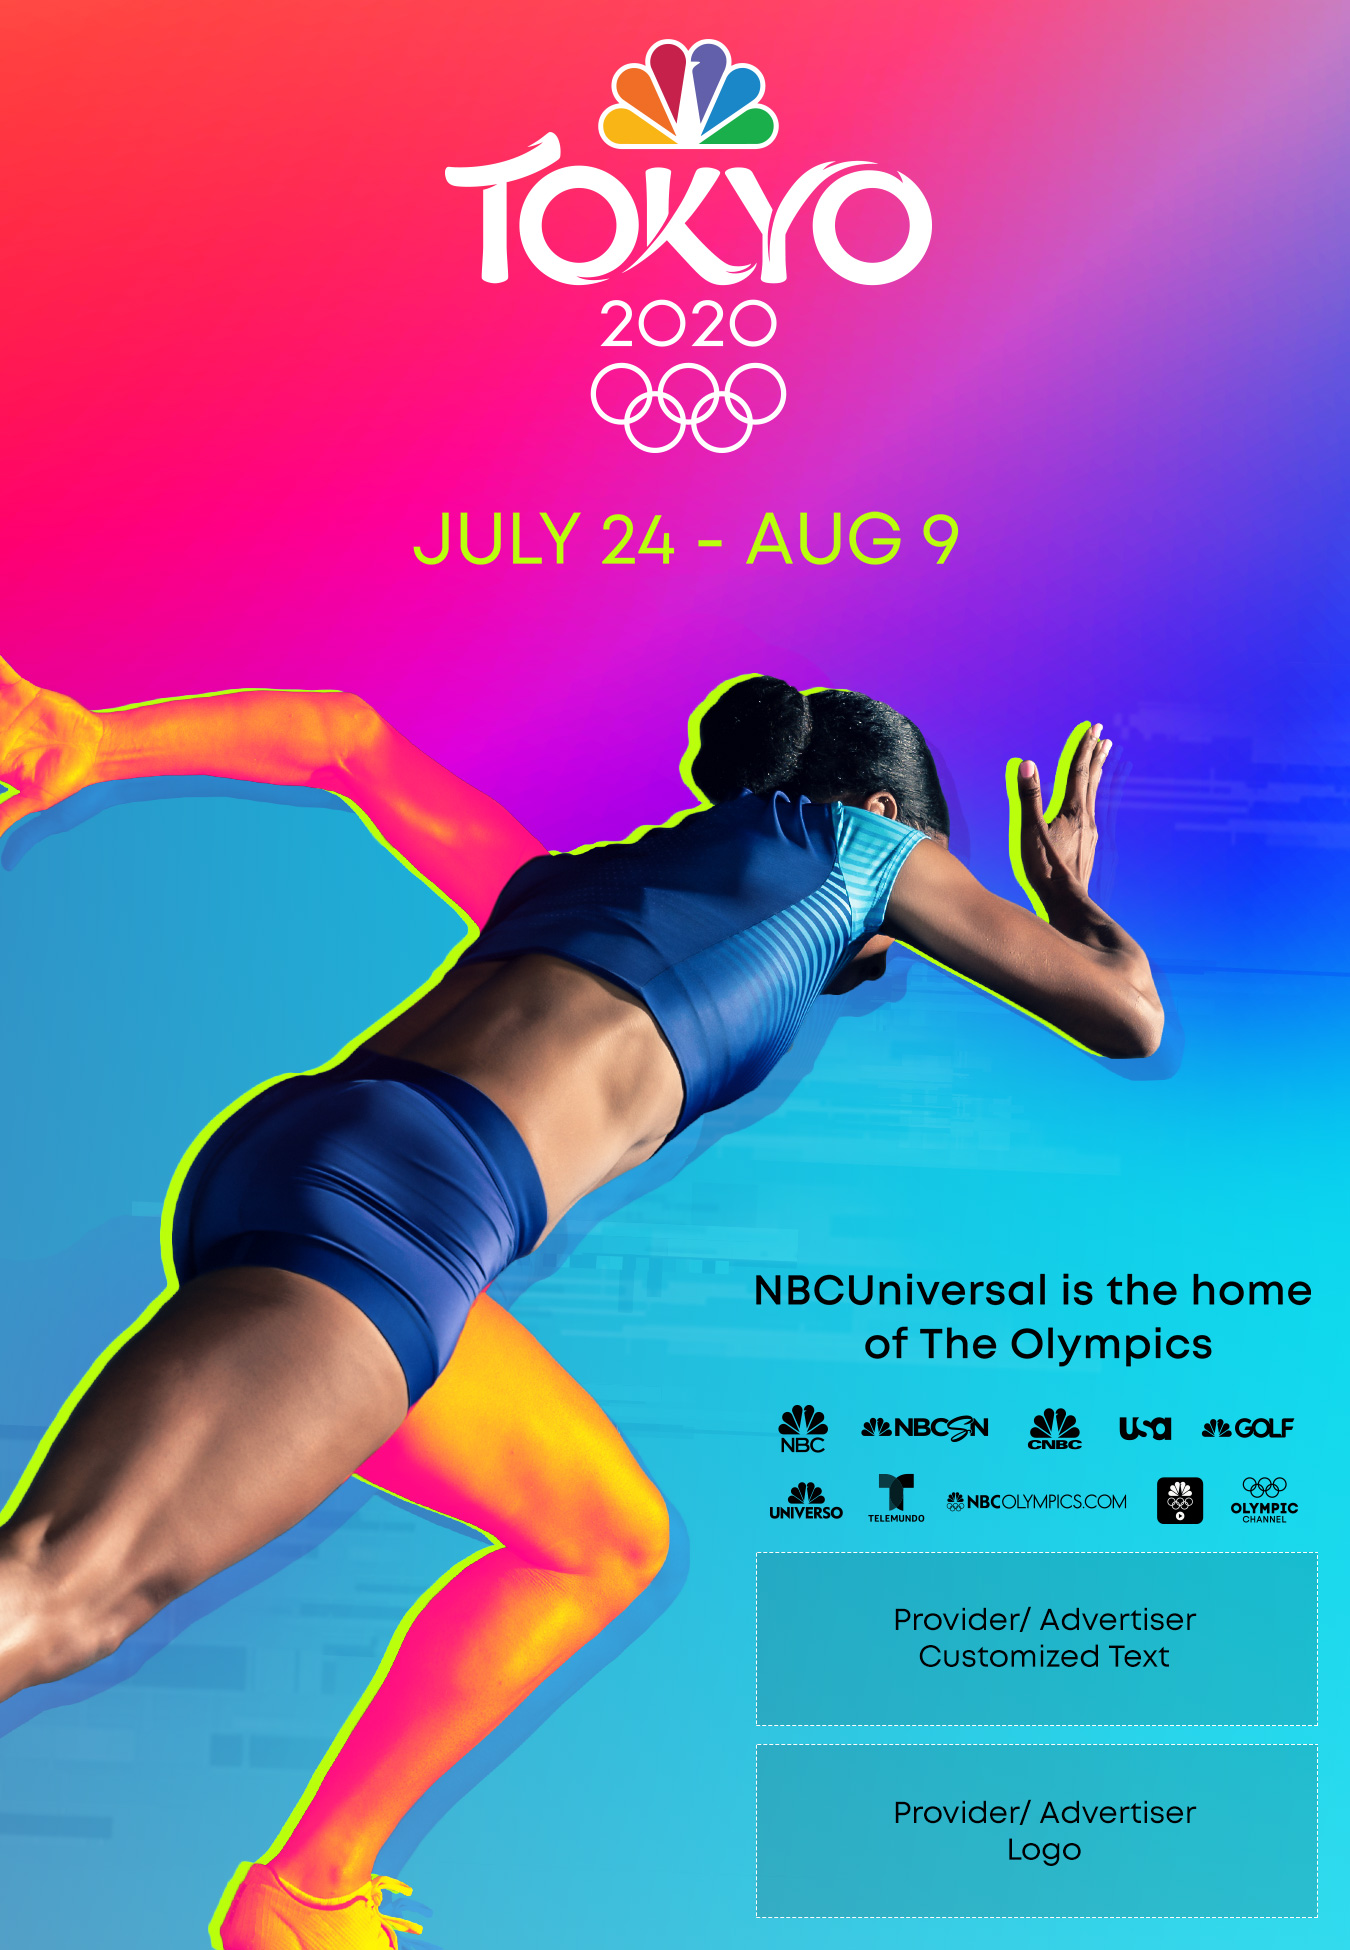 TOKYO
2020
JULY 24 - AUG 9
NBCUniversal is the home
of The Olympics
NBC NBCSN CNBC USA GOLF
UNIVERSO TELEMUNDO NBCOLYMPICS.COM OLYMPIC
CHANNEL
Provider/ Advertiser
Customized Text
Provider/ Advertiser
Logo